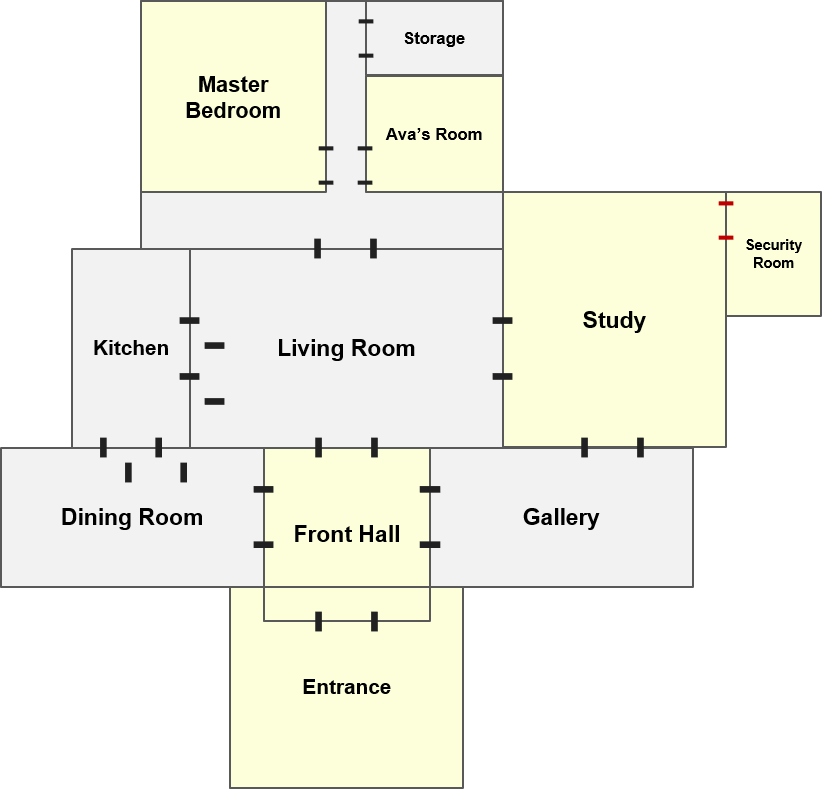 Storage
Master
Bedroom
Ava's Room
Security
Room
Study
Kitchen
Living Room
Dining Room
Front Hall
Gallery
Entrance